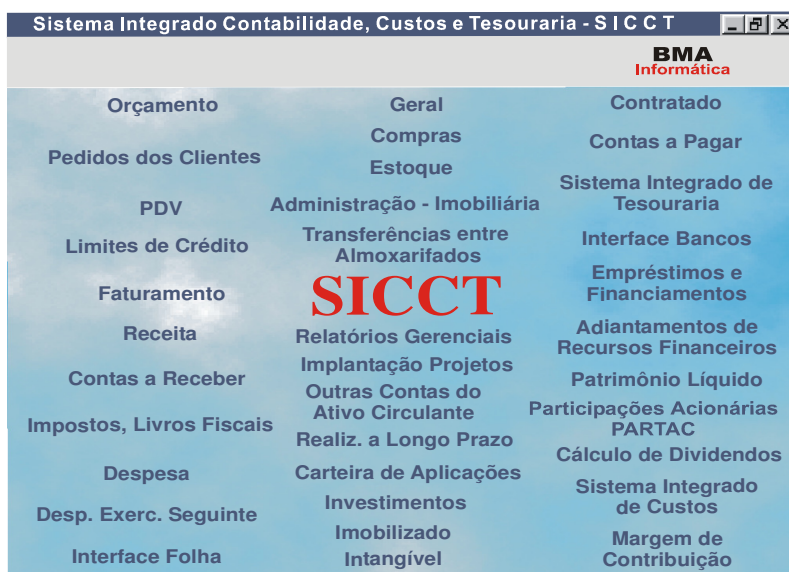 Sistema Integrado Contabilidade, Custos e Tesouraria - S I C C T
BMA
Informática
Orçamento
Pedidos dos Clientes
PDV
Limites de Crédito
Faturamento
Receita
Contas a Receber
Impostos, Livros Fiscais
Despesa
Desp. Exerc. Seguinte
Interface Folha
Geral
Compras
Estoque
Administração - Imobiliária
Transferências entre
Almoxarifados
SICCT
Relatórios Gerenciais
Implantação Projetos
Outras Contas do
Ativo Circulante
Realiz. a Longo Prazo
Carteira de Aplicações
Investimentos
Imobilizado
Intangível
Contratado
Contas a Pagar
Sistema Integrado de
Tesouraria
Interface Bancos
Empréstimos e
Financiamentos
Adiantamentos de
Recursos Financeiros
Patrimônio Líquido
Participações Acionárias
PARTAC
Cálculo de Dividendos
Sistema Integrado
de Custos
Margem de
Contribuição